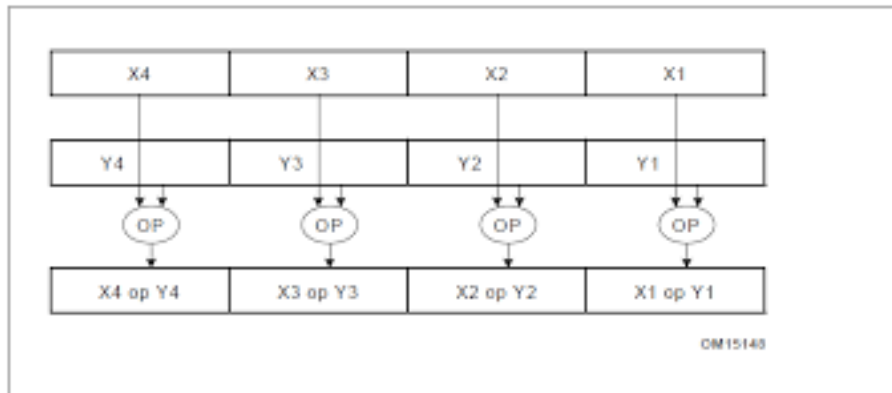 X4 X3 X2 X1
Y4 Y3 Y2 Y1
OP OP OP OP
X4 op Y4 X3 op Y3 X2 op Y2 X1 op Y1
OM15148